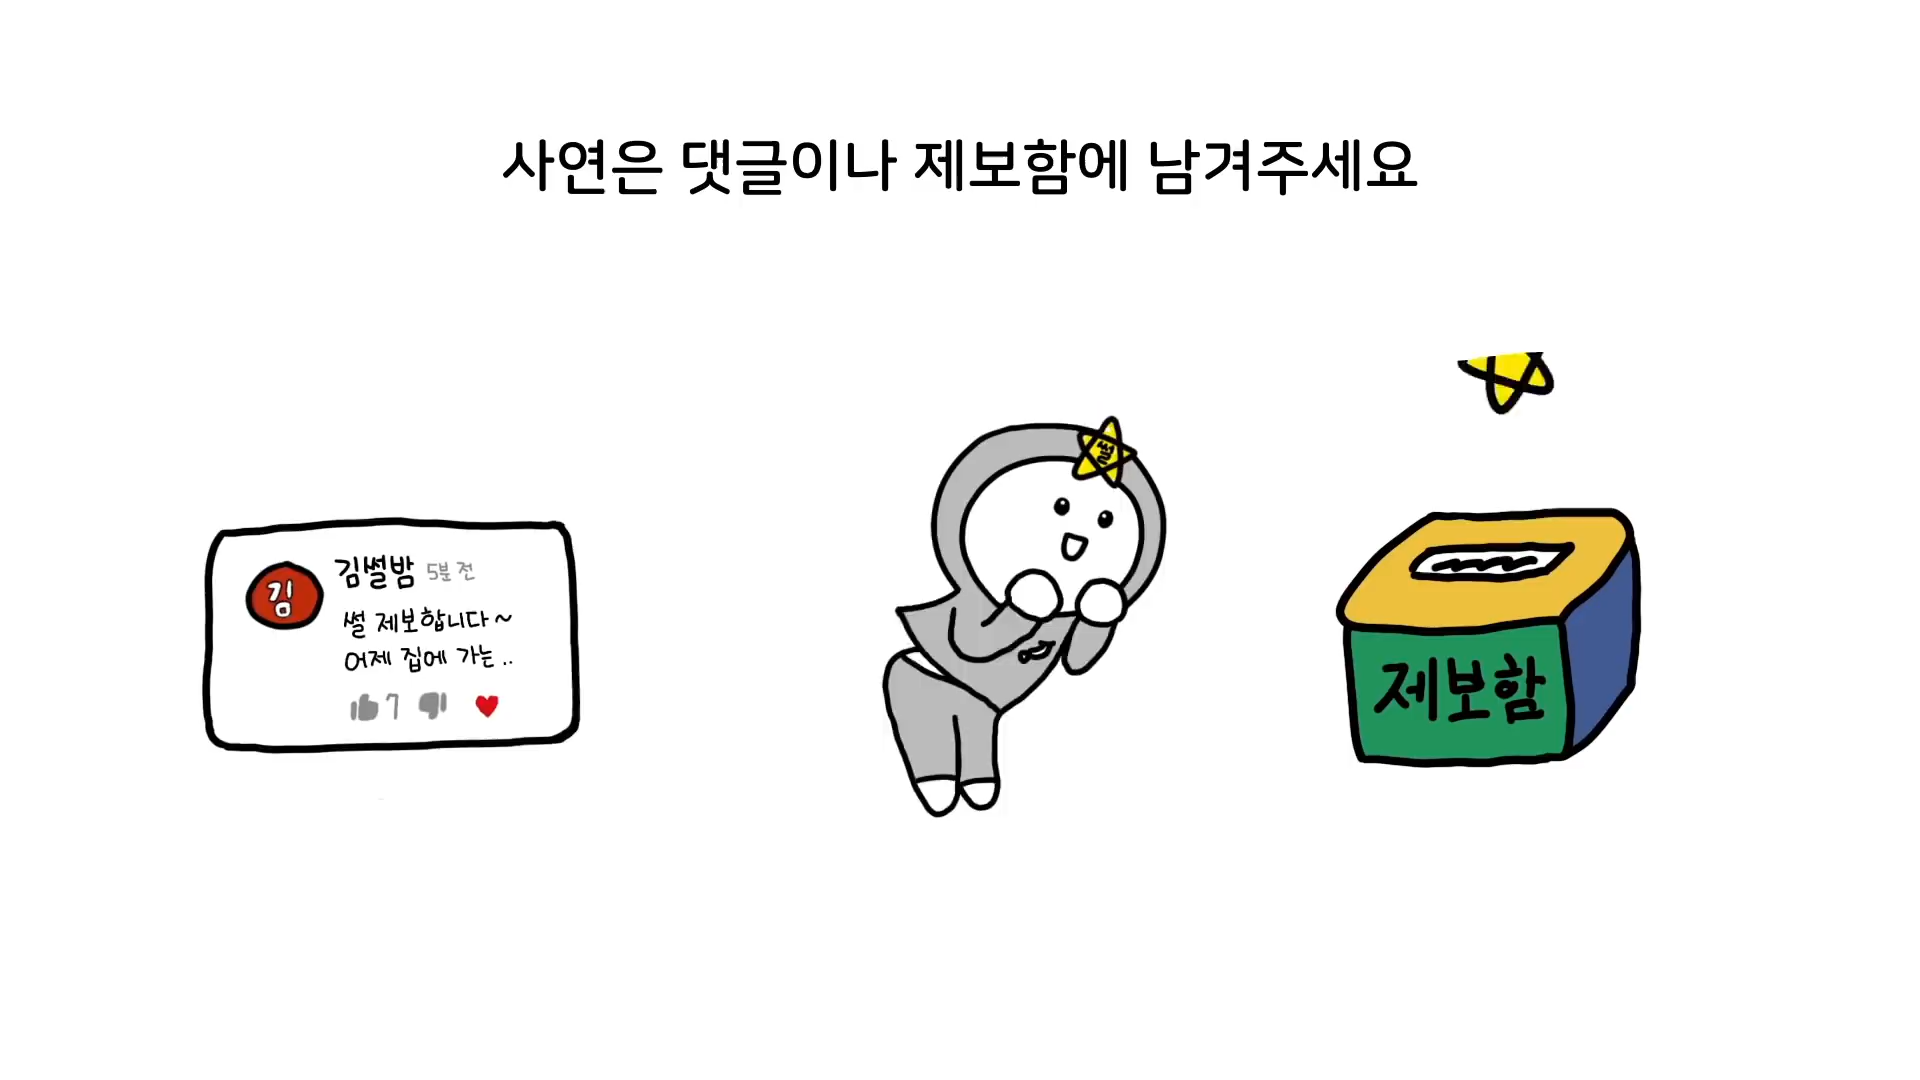 사연은 댓글이나 제보함에 남겨주세요
김
김썰밤 5분 전
썰 제보합니다~
어제 집에 가는..
7
썰
제보함